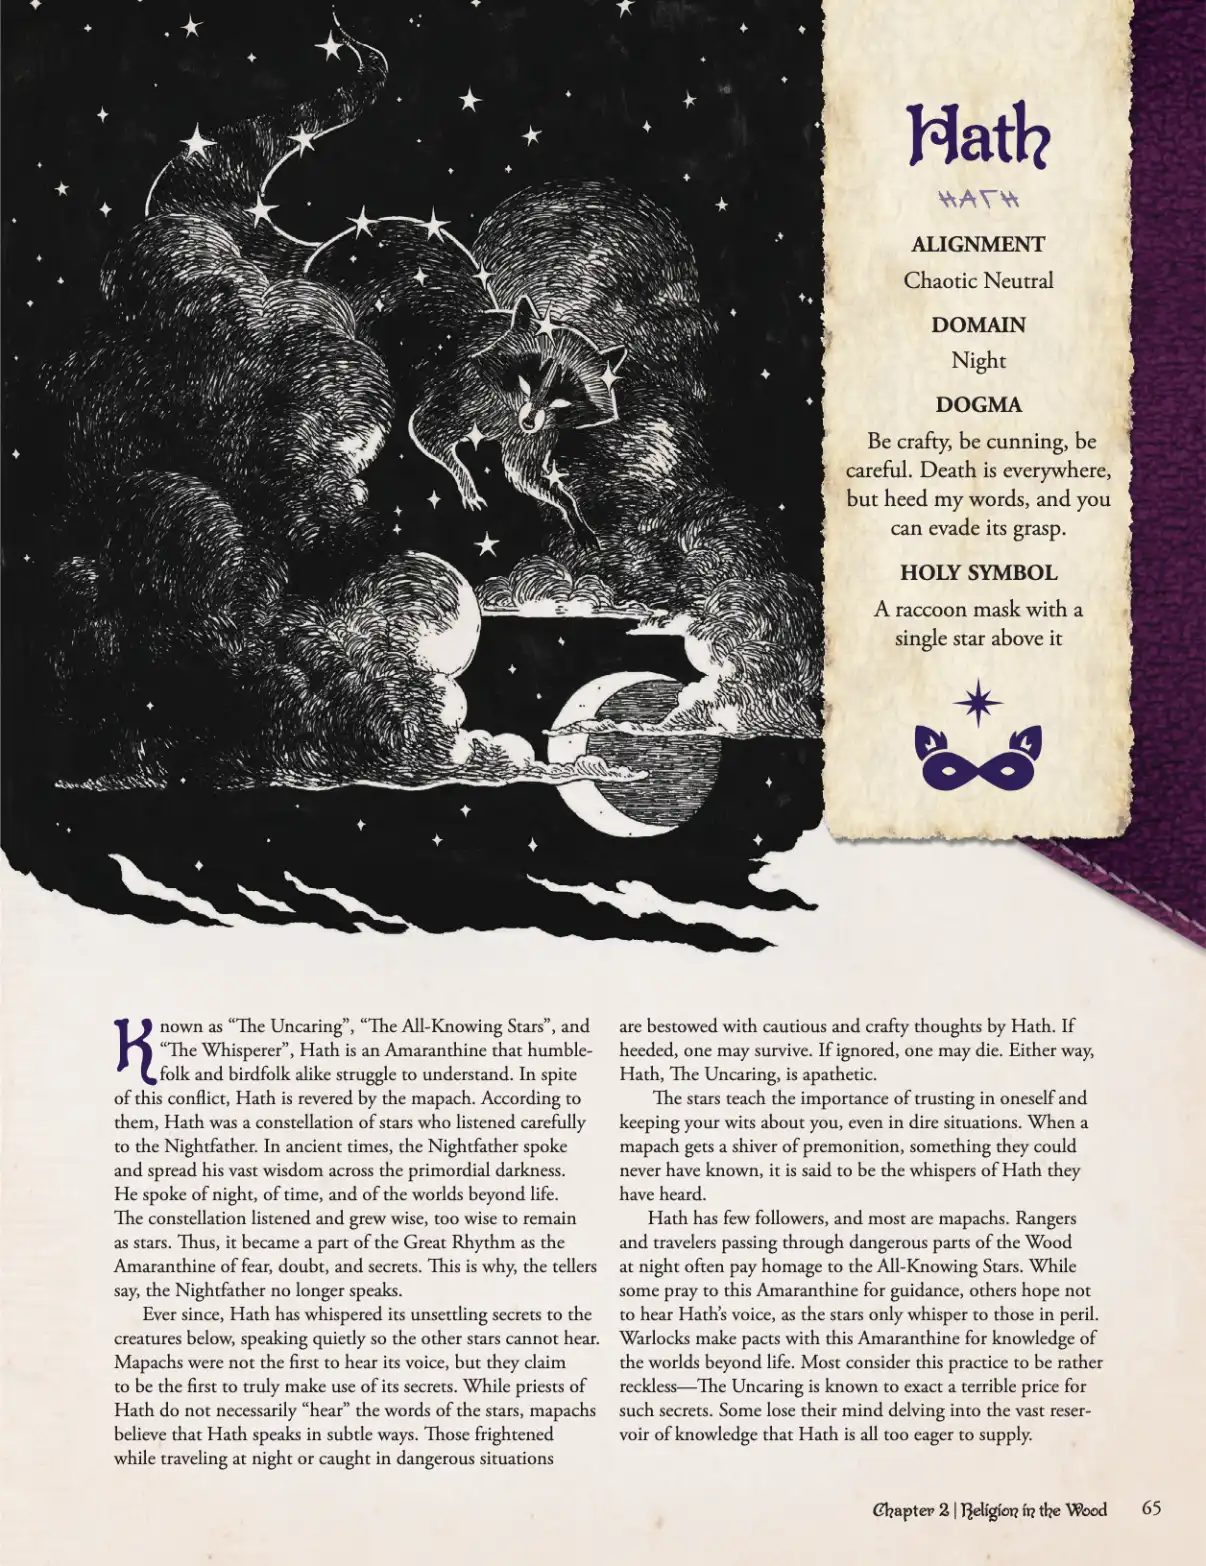 Hath
HATH
ALIGNMENT
Chaotic Neutral
DOMAIN
Night
DOGMA
Be crafty, be cunning, be
careful. Death is everywhere,
but heed my words, and you
can evade its grasp.
HOLY SYMBOL
A raccoon mask with a
single star above it
Known as “The Uncaring”, “The All-Knowing Stars”, and
“The Whisperer”, Hath is an Amaranthine that humble-
folk and birdfolk alike struggle to understand. In spite
of this conflict, Hath is revered by the mapach. According to
them, Hath was a constellation of stars who listened carefully
to the Nightfather. In ancient times, the Nightfather spoke
and spread his vast wisdom across the primordial darkness.
He spoke of night, of time, and of the worlds beyond life.
The constellation listened and grew wise, too wise to remain
as stars. Thus, it became a part of the Great Rhythm as the
Amaranthine of fear, doubt, and secrets. This is why, the tellers
say, the Nightfather no longer speaks.
Ever since, Hath has whispered its unsettling secrets to the
creatures below, speaking quietly so the other stars cannot hear.
Mapachs were not the first to hear its voice, but they claim
to be the first to truly make use of its secrets. While priests of
Hath do not necessarily “hear” the words of the stars, mapachs
believe that Hath speaks in subtle ways. Those frightened
while traveling at night or caught in dangerous situations
are bestowed with cautious and crafty thoughts by Hath. If
heeded, one may survive. If ignored, one may die. Either way,
Hath, The Uncaring, is apathetic.
The stars teach the importance of trusting in oneself and
keeping your wits about you, even in dire situations. When a
mapach gets a shiver of premonition, something they could
never have known, it is said to be the whispers of Hath they
have heard.
Hath has few followers, and most are mapachs. Rangers
and travelers passing through dangerous parts of the Wood
at night often pay homage to the All-Knowing Stars. While
some pray to this Amaranthine for guidance, others hope not
to hear Hath’s voice, as the stars only whisper to those in peril.
Warlocks make pacts with this Amaranthine for knowledge of
the worlds beyond life. Most consider this practice to be rather
reckless—The Uncaring is known to exact a terrible price for
such secrets. Some lose their mind delving into the vast reser-
voir of knowledge that Hath is all too eager to supply.
Chapter 2 | Religion in the Wood 65